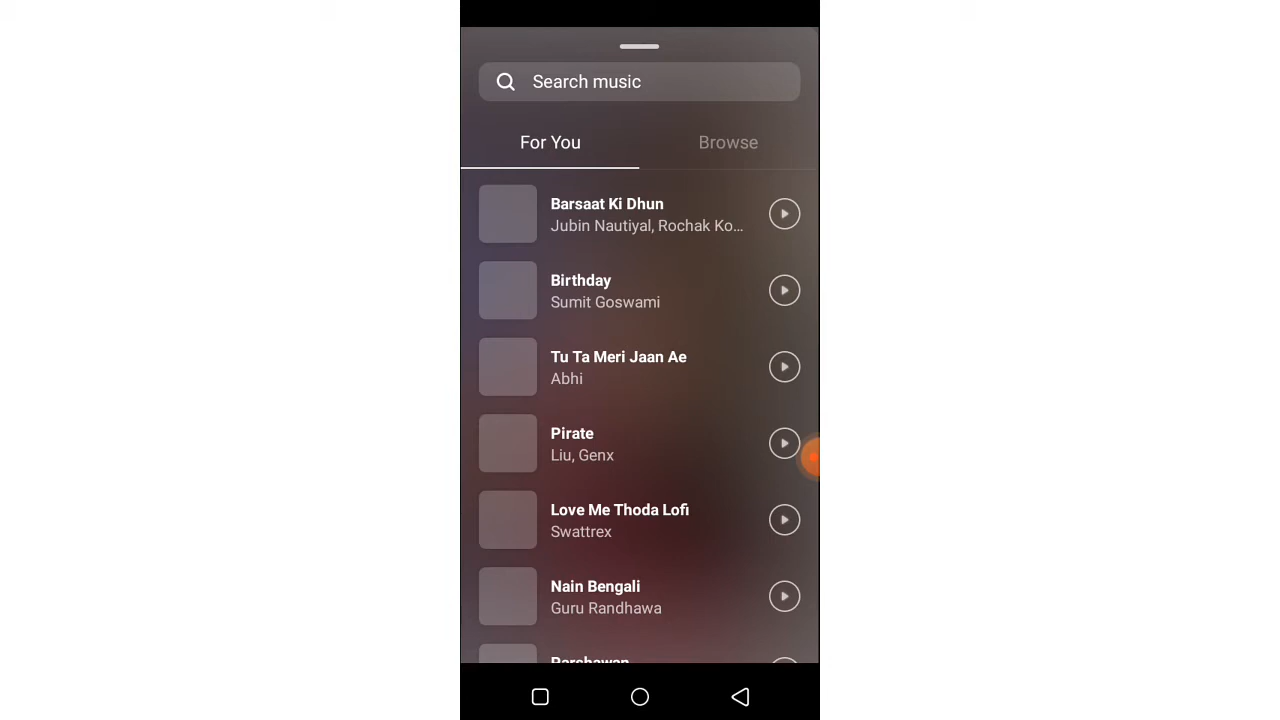 Search music
For You
Browse
Barsaat Ki Dhun
Jubin Nautiyal, Rochak Ko...
Birthday
Sumit Goswami
Tu Ta Meri Jaan Ae
Abhi
Pirate
Liu, Genx
Love Me Thoda Lofi
Swattrex
Nain Bengali
Guru Randhawa
Parshawan